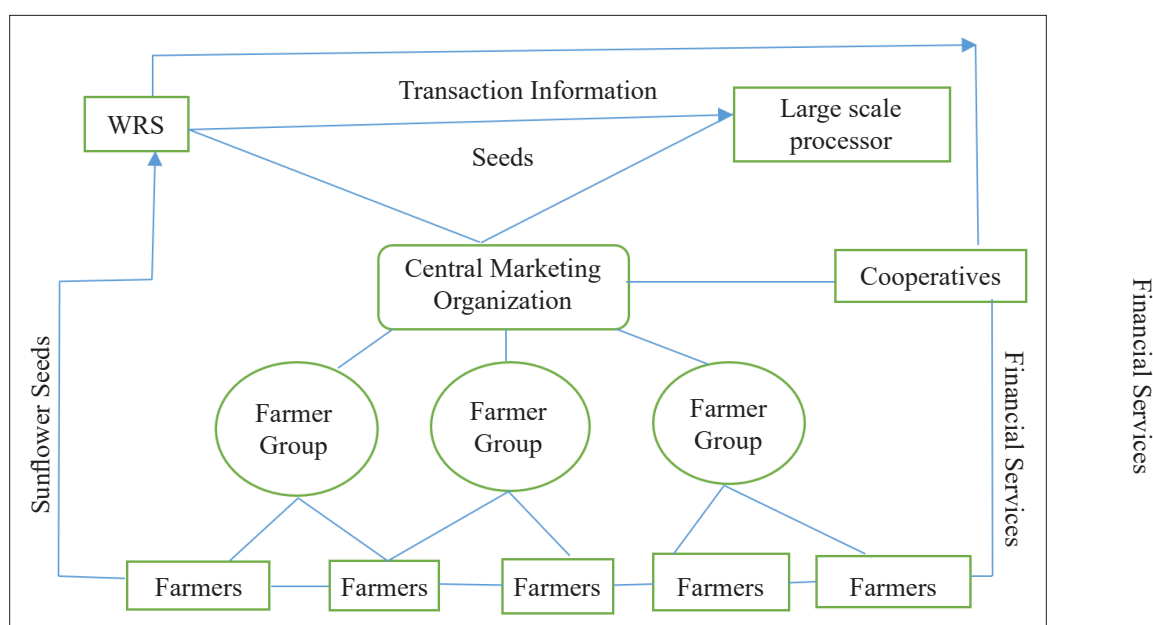 Transaction Information
WRS
Large scale
processor
Seeds
Central Marketing
Organization
Cooperatives
Sunflower Seeds
Farmer
Group
Farmer
Group
Farmer
Group
Financial Services
Financial Services
Farmers
Farmers
Farmers
Farmers
Farmers